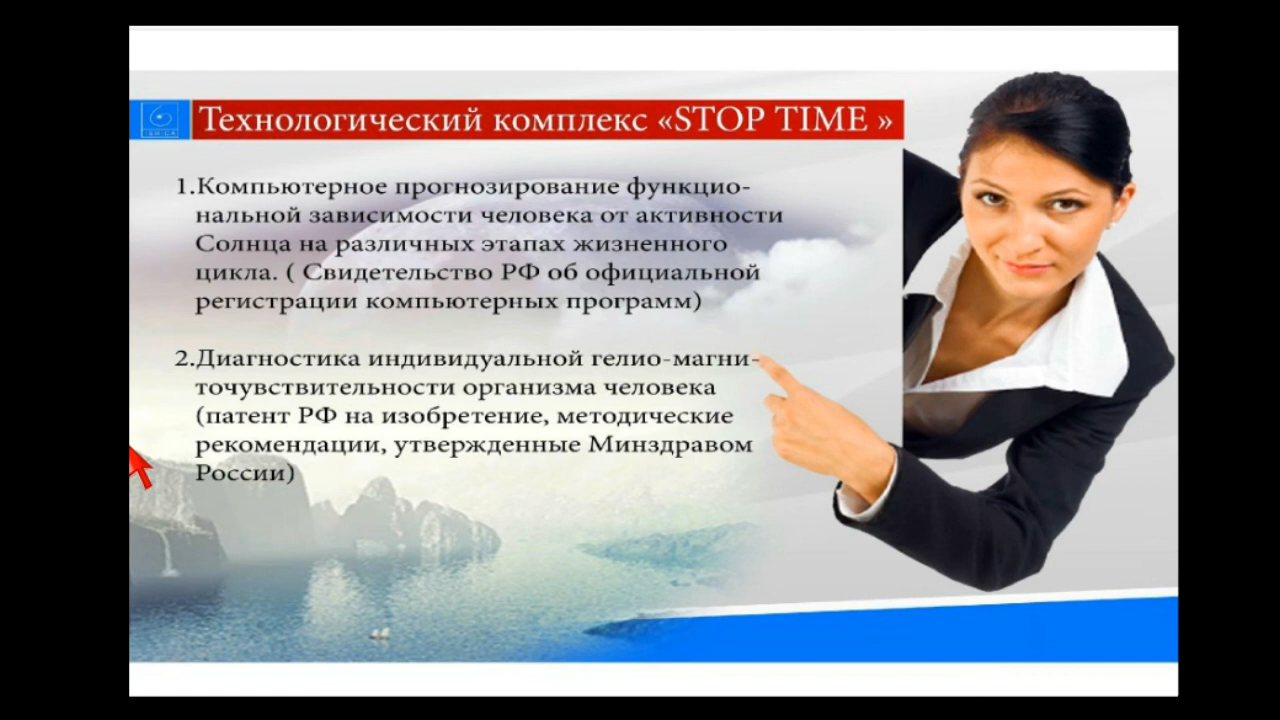 Технологический комплекс «STOP TIME »
1.Компьютерное прогнозирование функцио-
нальной зависимости человека от активности
Солнца на различных этапах жизненного
цикла. ( Свидетельство РФ об официальной
регистрации компьютерных программ)
2.Диагностика индивидуальной гелио-магни-
точувствительности организма человека
(патент РФ на изобретение, методические
рекомендации, утвержденные Минздравом
России)